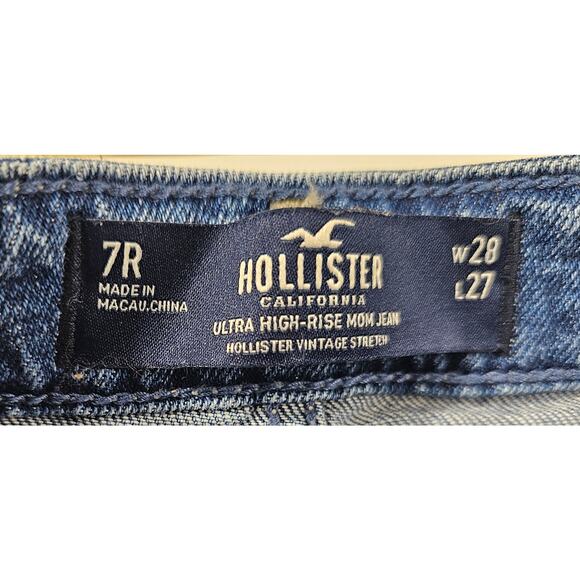 7R
MADE IN
MACAU.CHINA
HOLLISTER
CALIFORNIA
ULTRA HIGH-RISE MOM JEAN
HOLLISTER VINTAGE STRETCH
W28
L27